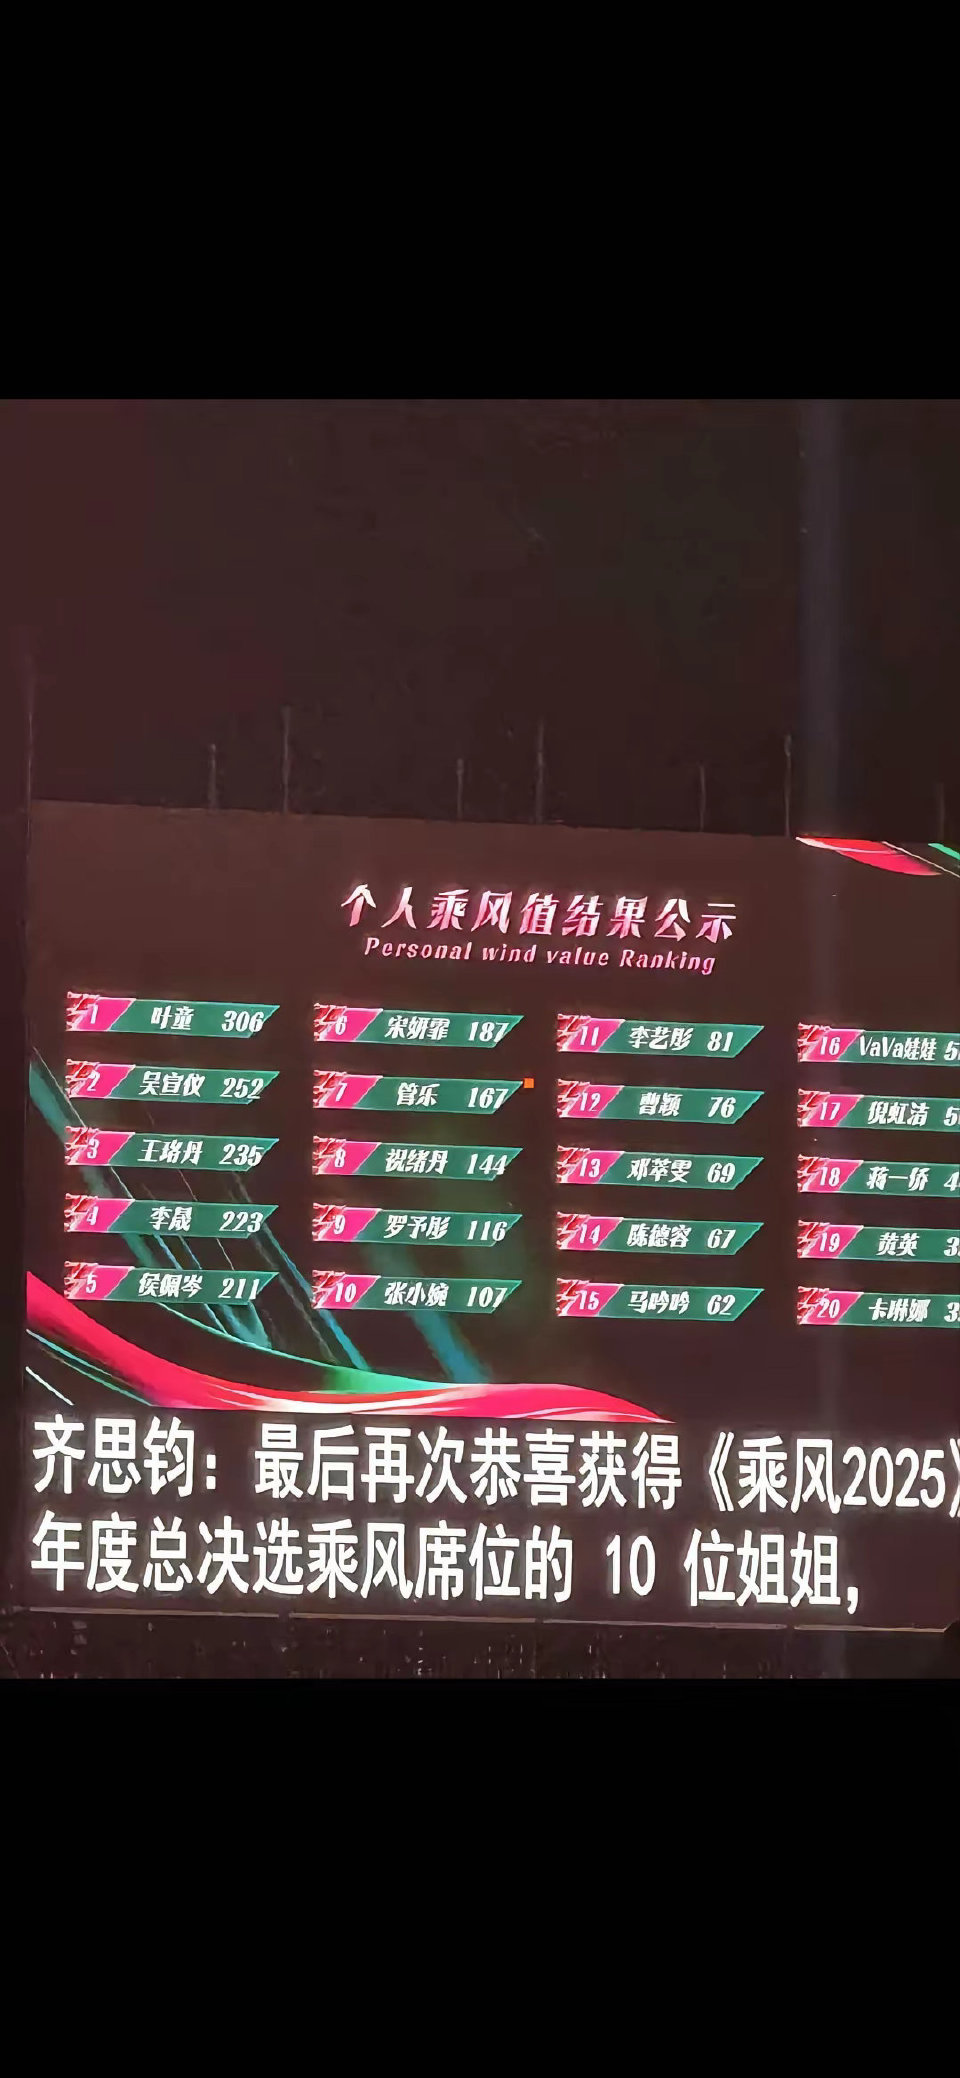 个人乘风值结果公示
Personal wind value Ranking
1 叶童 306
2 吴宣仪 252
3 王珞丹 235
4 李晟 223
5 侯佩岑 211
6 宋妍霏 187
7 管乐 167
8 祝绪丹 144
9 罗予彤 116
10 张小婉 107
11 李艺彤 81
12 曹颖 76
13 邓萃雯 69
14 陈德容 67
15 马吟吟 62
16 VaVa娃娃 5
17 倪虹洁 5
18 蒋一侨 4
19 黄英 3
20 卡琳娜 3
齐思钧：最后再次恭喜获得《乘风2025》
年度总决选乘风席位的 10 位姐姐，